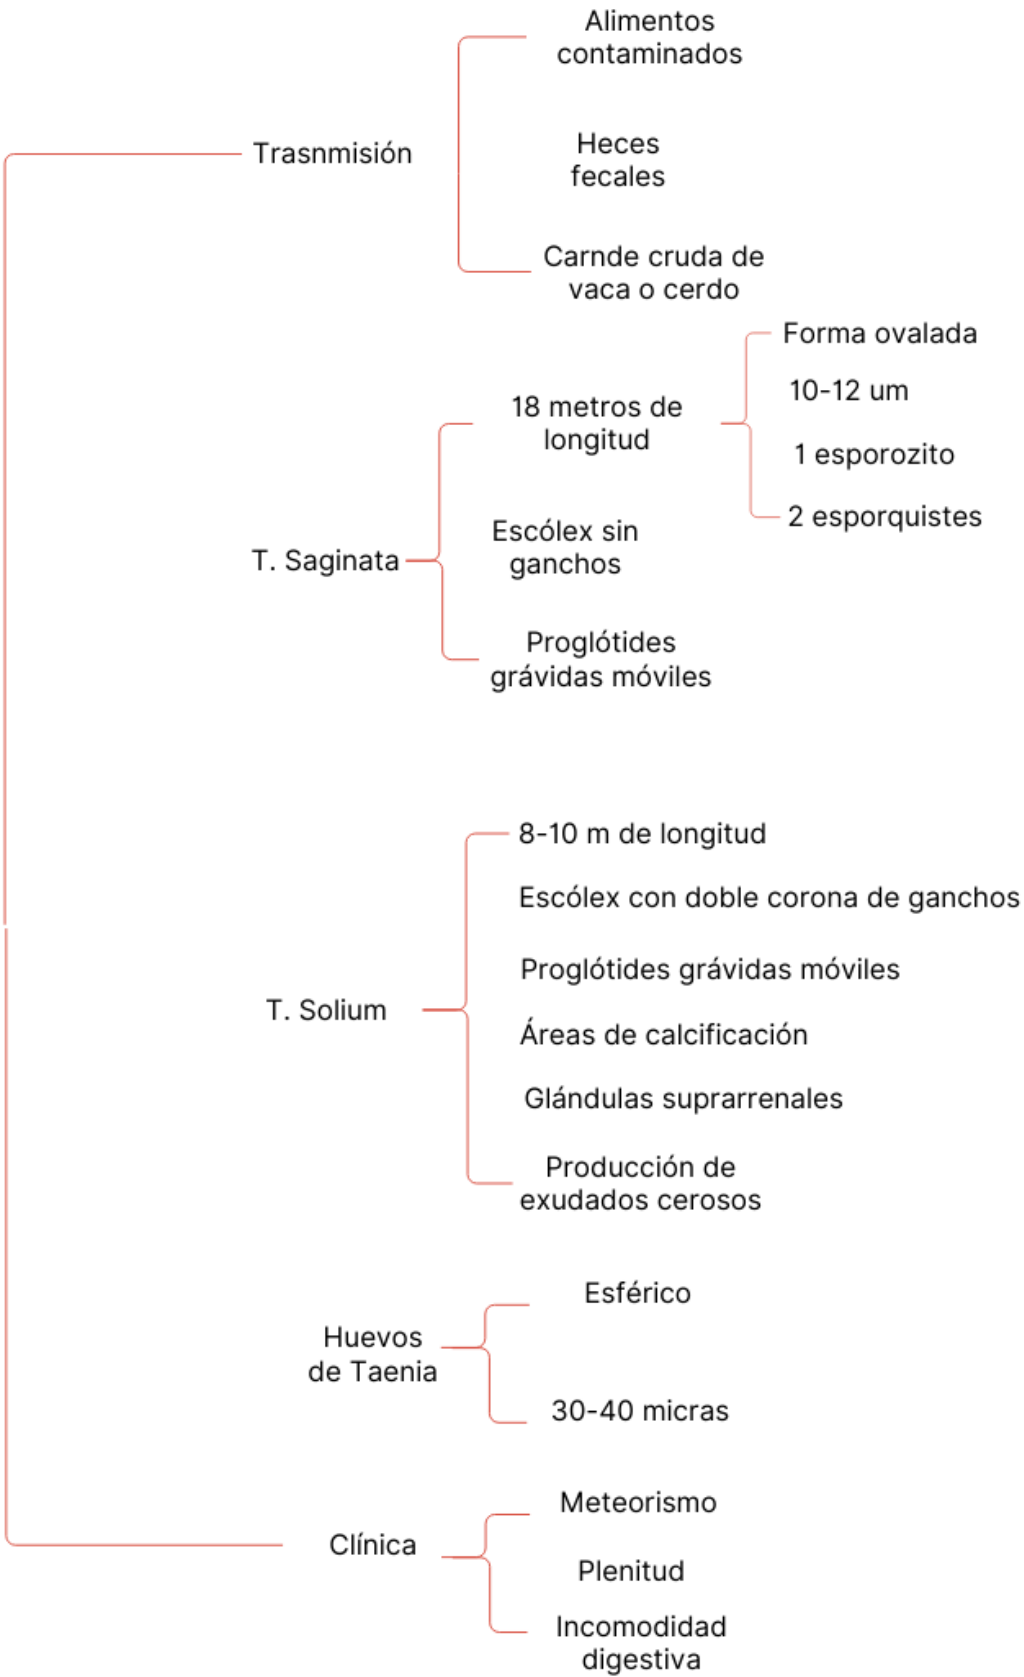 Alimentos
contaminados
Trasnmisión
Heces
fecales
Carnde cruda de
vaca o cerdo
T. Saginata
18 metros de
longitud
Forma ovalada
10-12 um
1 esporozito
2 esporquistes
Escólex sin
ganchos
Proglótides
grávidas móviles
T. Solium
8-10 m de longitud
Escólex con doble corona de ganchos
Proglótides grávidas móviles
Áreas de calcificación
Glándulas suprarrenales
Producción de
exudados cerosos
Huevos
de Taenia
Esférico
30-40 micras
Clínica
Meteorismo
Plenitud
Incomodidad
digestiva